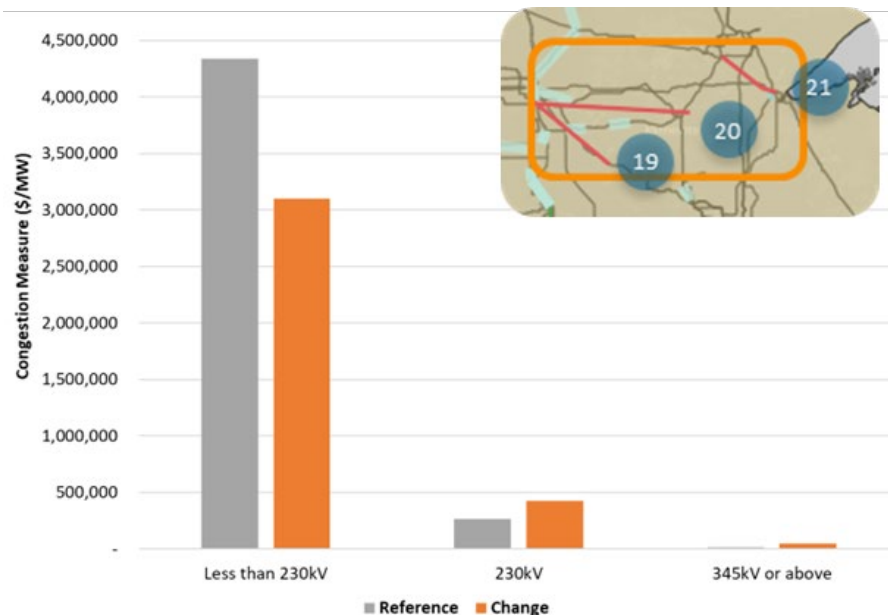 Congestion Measure ($/MW)
4,500,000
4,000,000
3,500,000
3,000,000
2,500,000
2,000,000
1,500,000
1,000,000
500,000
-
21
20
19
Less than 230kV
230kV
345kV or above
Reference
Change